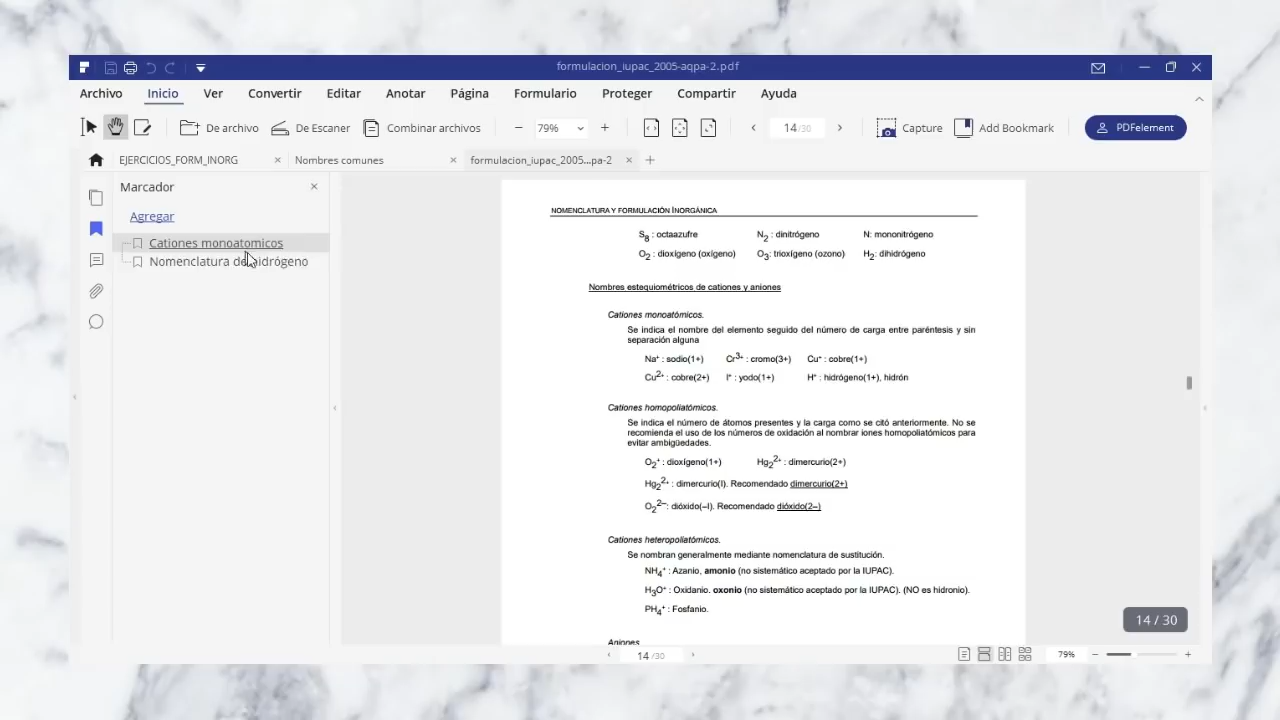 formulacion_iupac_2005-aqpa-2.pdf
Archivo Inicio Ver Convertir Editar Anotar Página Formulario Proteger Compartir Ayuda
De archivo De Escaner Combinar archivos 79% 14 /30 Capture Add Bookmark PDFelement
EJERCICIOS_FORM_INORG Nombres comunes formulacion_iupac_2005...pa-2
Marcador
Agregar
Cationes monoatomicos
Nomenclatura de hidrógeno
NOMENCLATURA Y FORMULACIÓN INORGÁNICA
S₈ : octaazufre N₂ : dinitrógeno N: mononitrógeno
O₂ : dioxígeno (oxígeno) O₃: trioxígeno (ozono) H₂: dihidrógeno
Nombres estequiométricos de cationes y aniones
Cationes monoatómicos.
Se indica el nombre del elemento seguido del número de carga entre paréntesis y sin
separación alguna
Na⁺ : sodio(1+) Cr³⁺ : cromo(3+) Cu⁺ : cobre(1+)
Cu²⁺ : cobre(2+) I⁺ : yodo(1+) H⁺ : hidrógeno(1+), hidrón
Cationes homopoliatómicos.
Se indica el número de átomos presentes y la carga como se citó anteriormente. No se
recomienda el uso de los números de oxidación al nombrar iones homopoliatómicos para
evitar ambigüedades.
O₂⁺ : dioxígeno(1+) Hg₂²⁺ : dimercurio(2+)
Hg₂²⁺ : dimercurio(I). Recomendado dimercurio(2+)
O₂²⁻: dióxido(–I). Recomendado dióxido(2–)
Cationes heteropoliatómicos.
Se nombran generalmente mediante nomenclatura de sustitución.
NH₄⁺ : Azanio, amonio (no sistemático aceptado por la IUPAC).
H₃O⁺ : Oxidanio. oxonio (no sistemático aceptado por la IUPAC). (NO es hidronio).
PH₄⁺ : Fosfanio.
Aniones
14 / 30
14 /30 79%